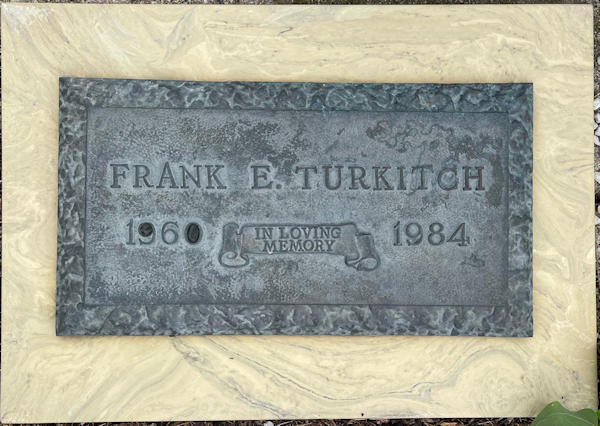 FRANK E. TURKITCH
1960
IN LOVING
MEMORY
1984